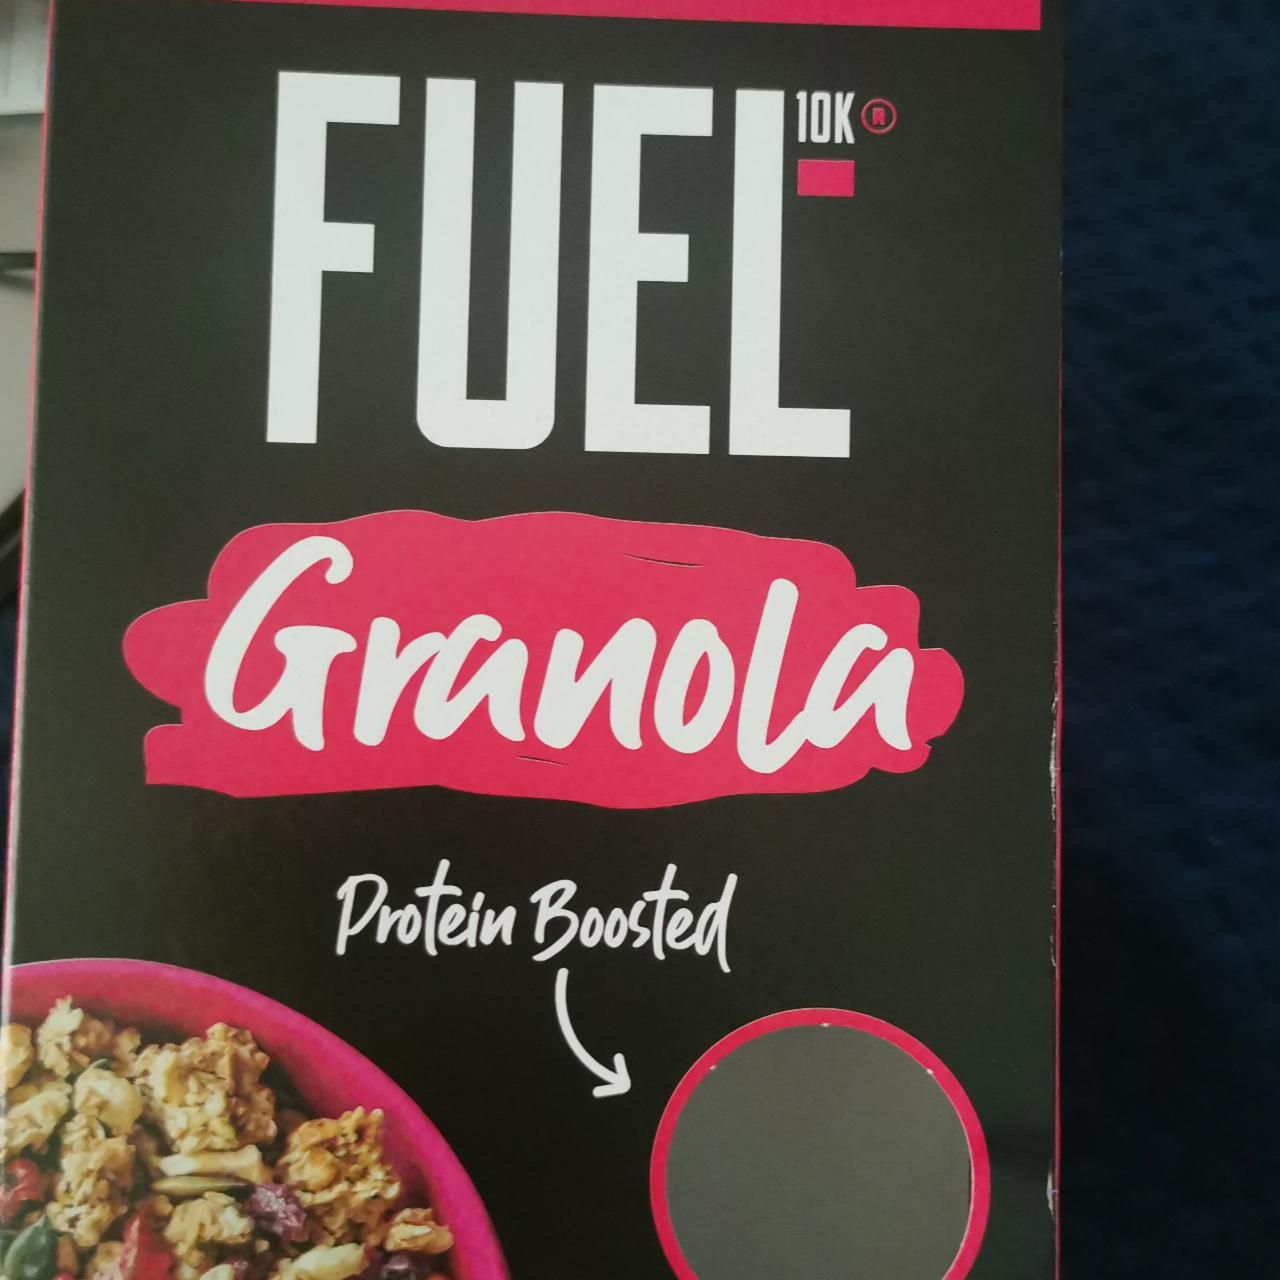 FUEL 10K ®
Granola
Protein Boosted